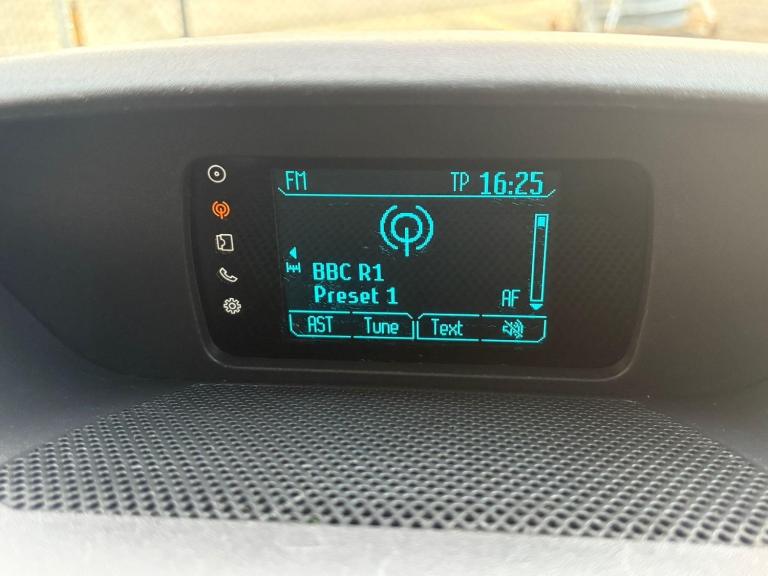 FM TP 16:25
BBC R1
Preset 1 AF
AST Tune Text